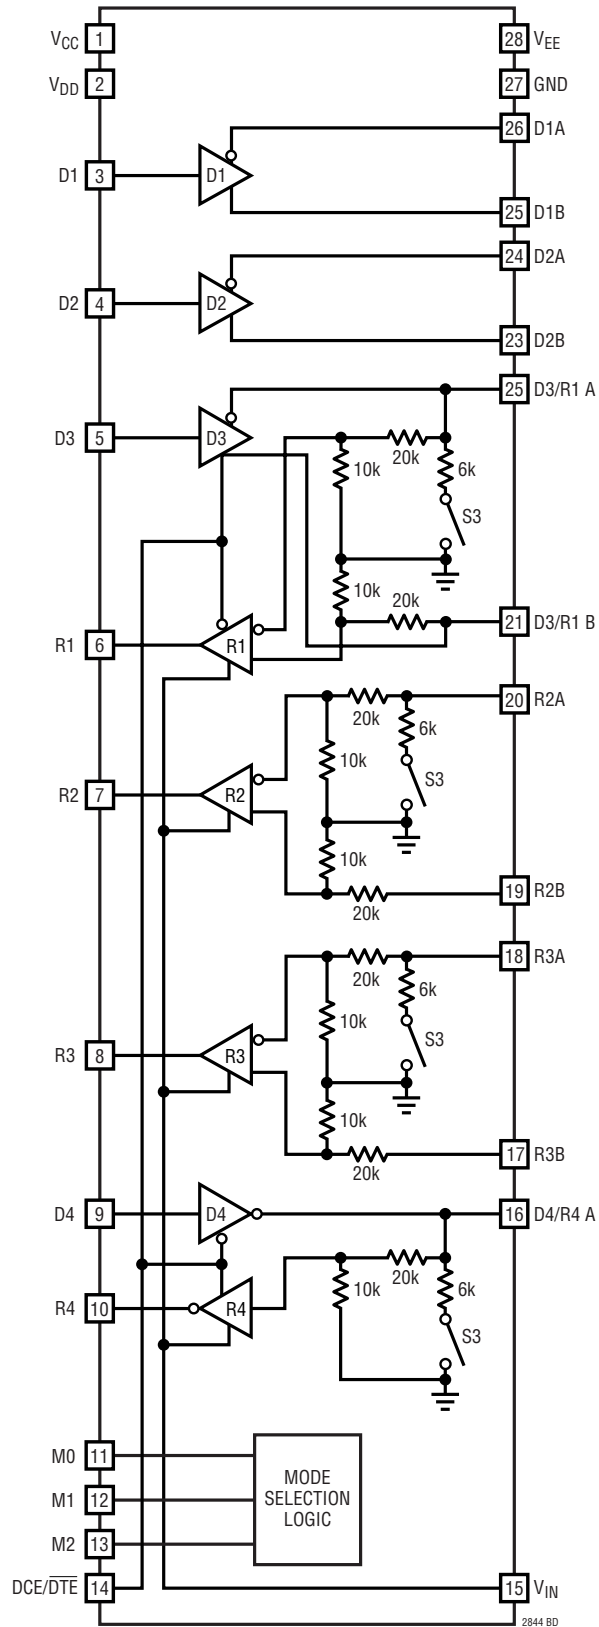 VCC 1
28 VEE
VDD 2
27 GND
26 D1A
D1 3
D1
25 D1B
24 D2A
D2 4
D2
23 D2B
25 D3/R1 A
D3 5
D3
20k
10k
6k
S3
10k
20k
21 D3/R1 B
R1 6
R1
20 R2A
20k
6k
10k
S3
R2 7
R2
10k
19 R2B
20k
18 R3A
20k
6k
10k
S3
R3 8
R3
10k
17 R3B
20k
D4 9
D4
16 D4/R4 A
20k
10k
6k
R4 10
R4
S3
M0 11
M1 12
M2 13
MODE
SELECTION
LOGIC
DCE/D̅T̅E̅ 14
15 VIN
2844 BD